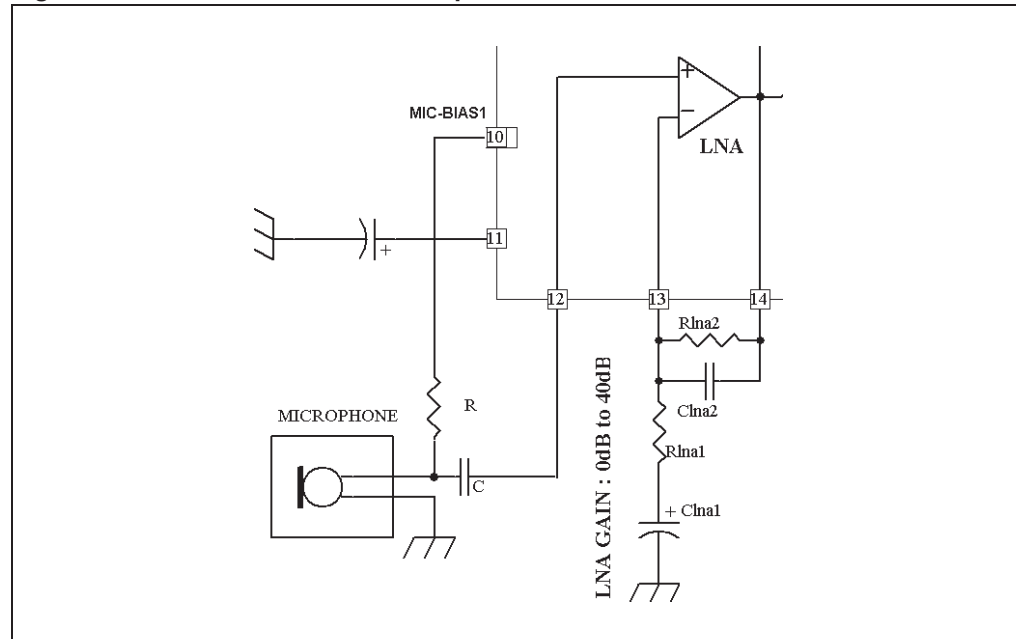 MIC-BIAS1
10
+
−
LNA
11
+
12
13
14
Rlna2
Clna2
Rlna1
+ Clna1
LNA GAIN : 0dB to 40dB
R
MICROPHONE
C